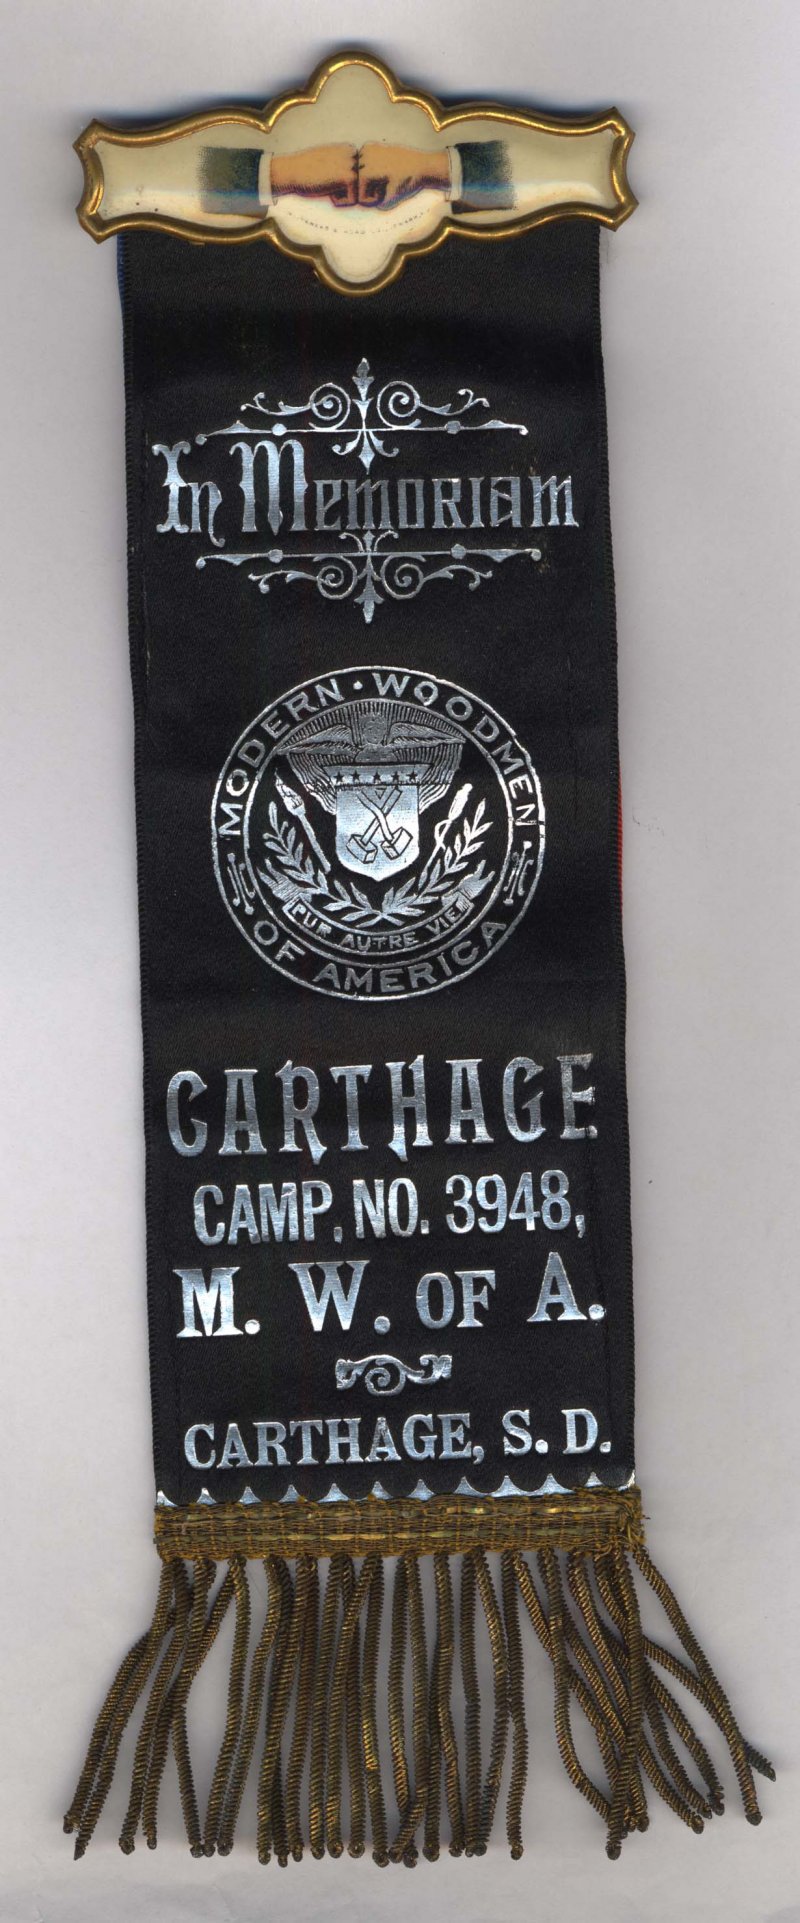 In Memoriam
MODERN · WOODMEN
PUR AUTRE VIE
OF AMERICA
CARTHAGE
CAMP, NO. 3948,
M. W. OF A.
CARTHAGE, S. D.